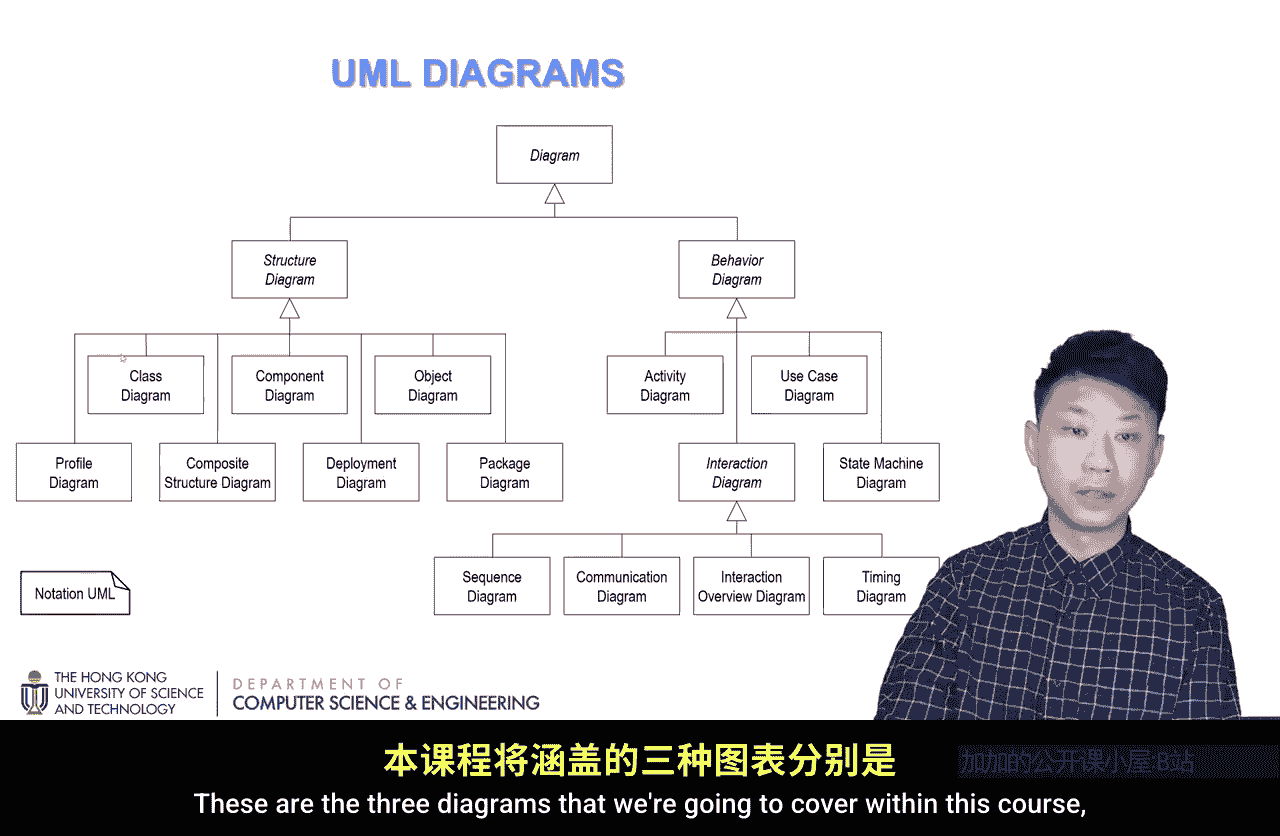 UML DIAGRAMS
Diagram
Structure
Diagram
Behavior
Diagram
Class
Diagram
Component
Diagram
Object
Diagram
Activity
Diagram
Use Case
Diagram
Profile
Diagram
Composite
Structure Diagram
Deployment
Diagram
Package
Diagram
Interaction
Diagram
State Machine
Diagram
Sequence
Diagram
Communication
Diagram
Interaction
Overview Diagram
Timing
Diagram
Notation UML
THE HONG KONG
UNIVERSITY OF SCIENCE
AND TECHNOLOGY
DEPARTMENT OF
COMPUTER SCIENCE & ENGINEERING
本课程将涵盖的三种图表分别是
加加的公开课小屋:B站
These are the three diagrams that we're going to cover within this course,